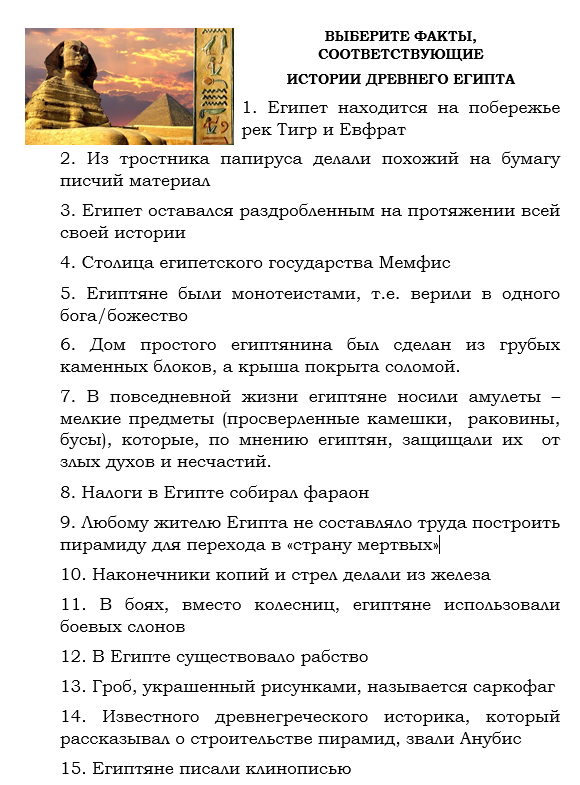 ВЫБЕРИТЕ ФАКТЫ,
СООТВЕТСТВУЮЩИЕ
ИСТОРИИ ДРЕВНЕГО ЕГИПТА
1. Египет находится на побережье
рек Тигр и Евфрат
2. Из тростника папируса делали похожий на бумагу
писчий материал
3. Египет оставался раздробленным на протяжении всей
своей истории
4. Столица египетского государства Мемфис
5. Египтяне были монотеистами, т.е. верили в одного
бога/божество
6. Дом простого египтянина был сделан из грубых
каменных блоков, а крыша покрыта соломой.
7. В повседневной жизни египтяне носили амулеты –
мелкие предметы (просверленные камешки, раковины,
бусы), которые, по мнению египтян, защищали их от
злых духов и несчастий.
8. Налоги в Египте собирал фараон
9. Любому жителю Египта не составляло труда построить
пирамиду для перехода в «страну мертвых»
10. Наконечники копий и стрел делали из железа
11. В боях, вместо колесниц, египтяне использовали
боевых слонов
12. В Египте существовало рабство
13. Гроб, украшенный рисунками, называется саркофаг
14. Известного древнегреческого историка, который
рассказывал о строительстве пирамид, звали Анубис
15. Египтяне писали клинописью